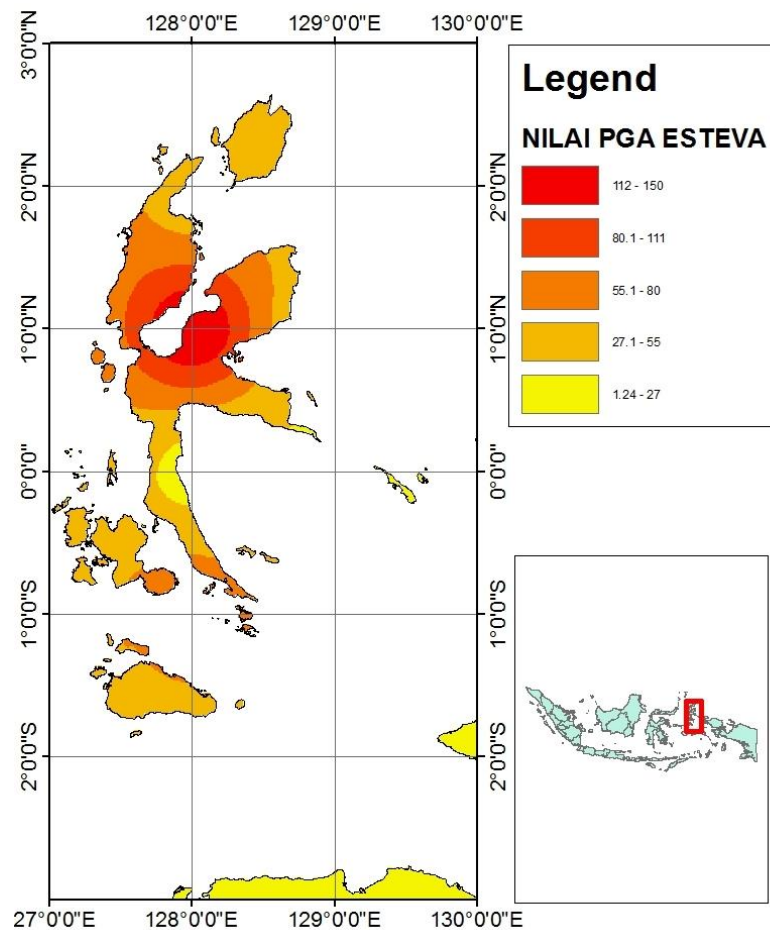 128°0'0"E 129°0'0"E 130°0'0"E
3°0'0"N
2°0'0"N 2°0'0"N
1°0'0"N 1°0'0"N
0°0'0" 0°0'0"
1°0'0"S 1°0'0"S
2°0'0"S 2°0'0"S
27°0'0"E 128°0'0"E 129°0'0"E 130°0'0"E
Legend
NILAI PGA ESTEVA
112 - 150
80.1 - 111
55.1 - 80
27.1 - 55
1.24 - 27